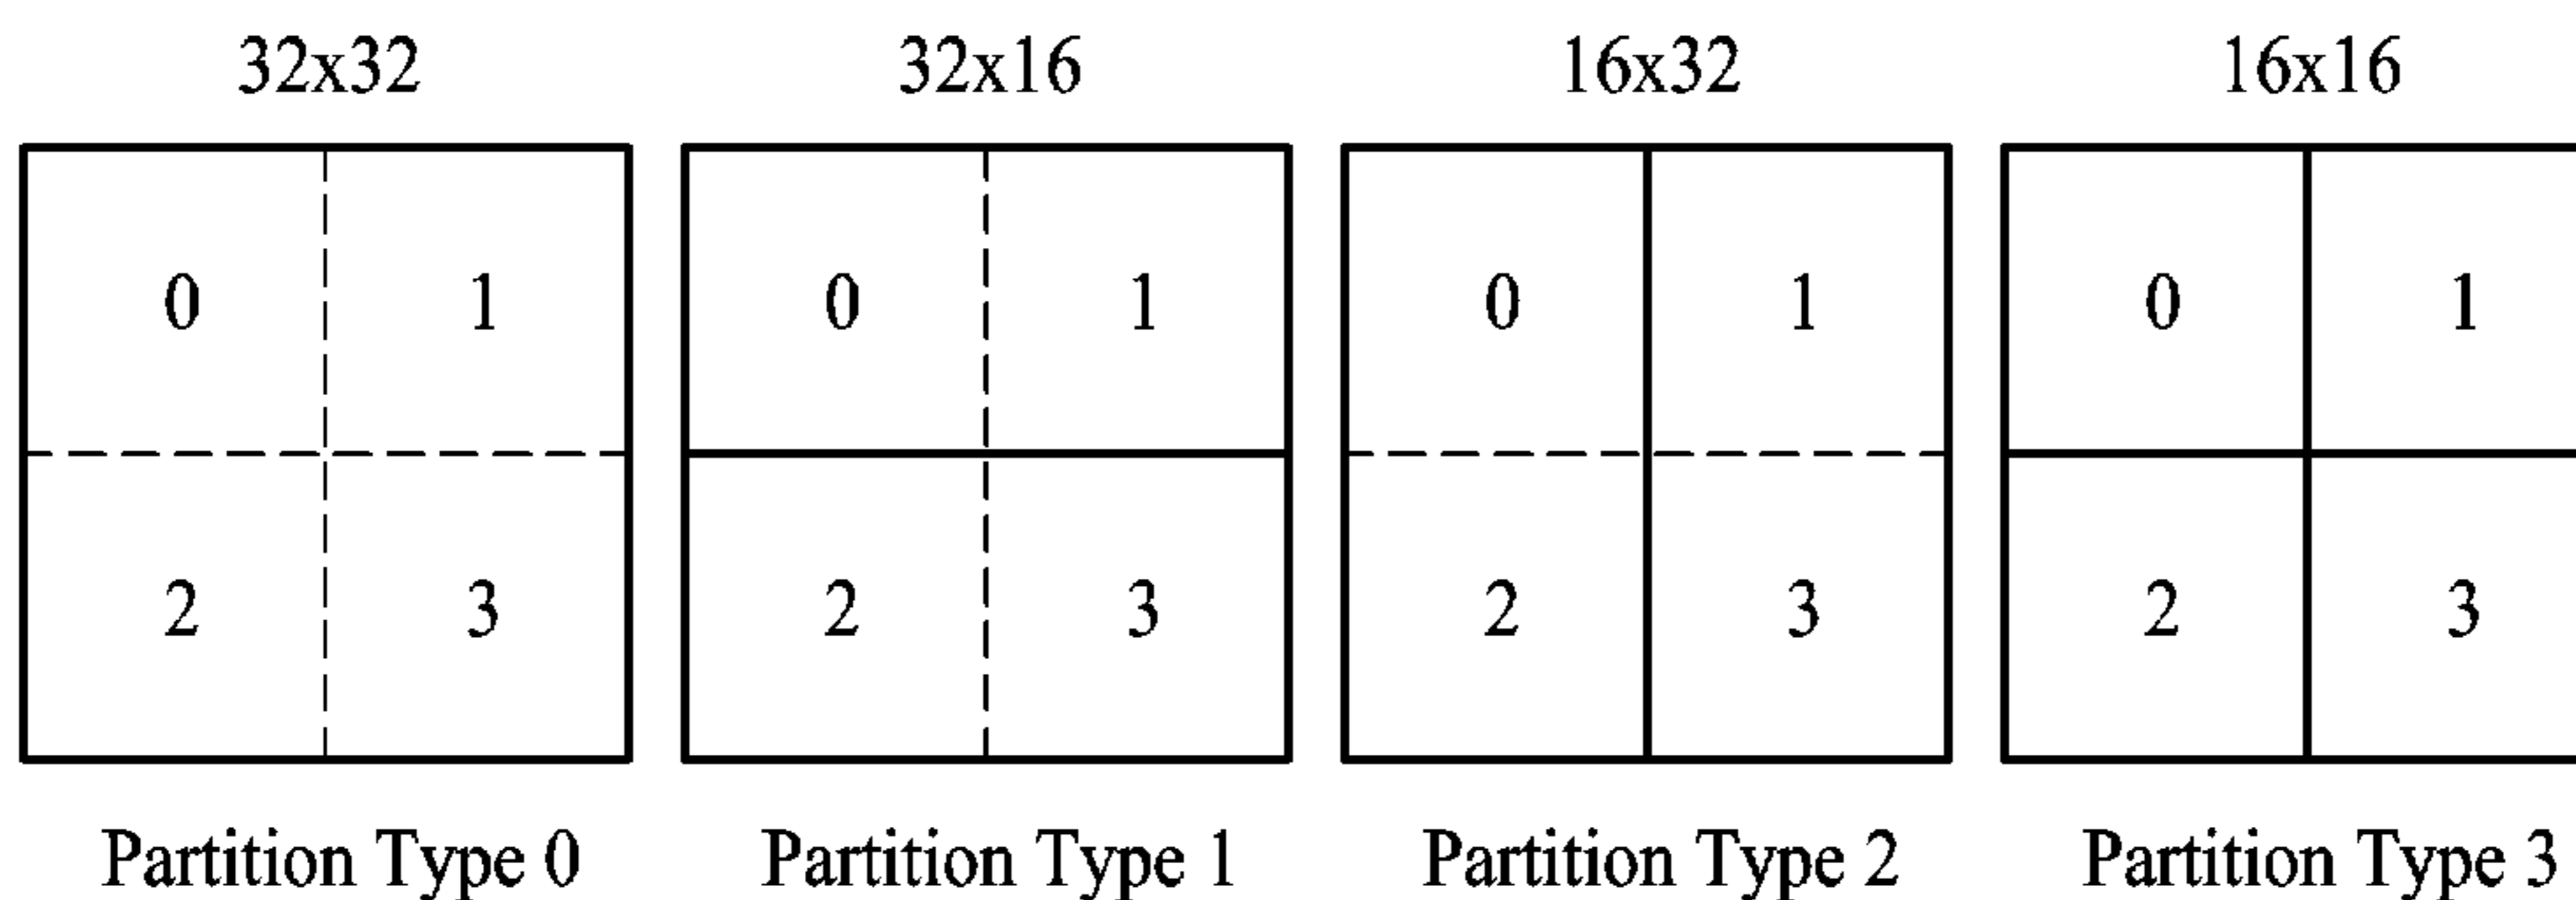 32x32 32x16 16x32 16x16
0 1 0 1 0 1 0 1
2 3 2 3 2 3 2 3
Partition Type 0 Partition Type 1 Partition Type 2 Partition Type 3